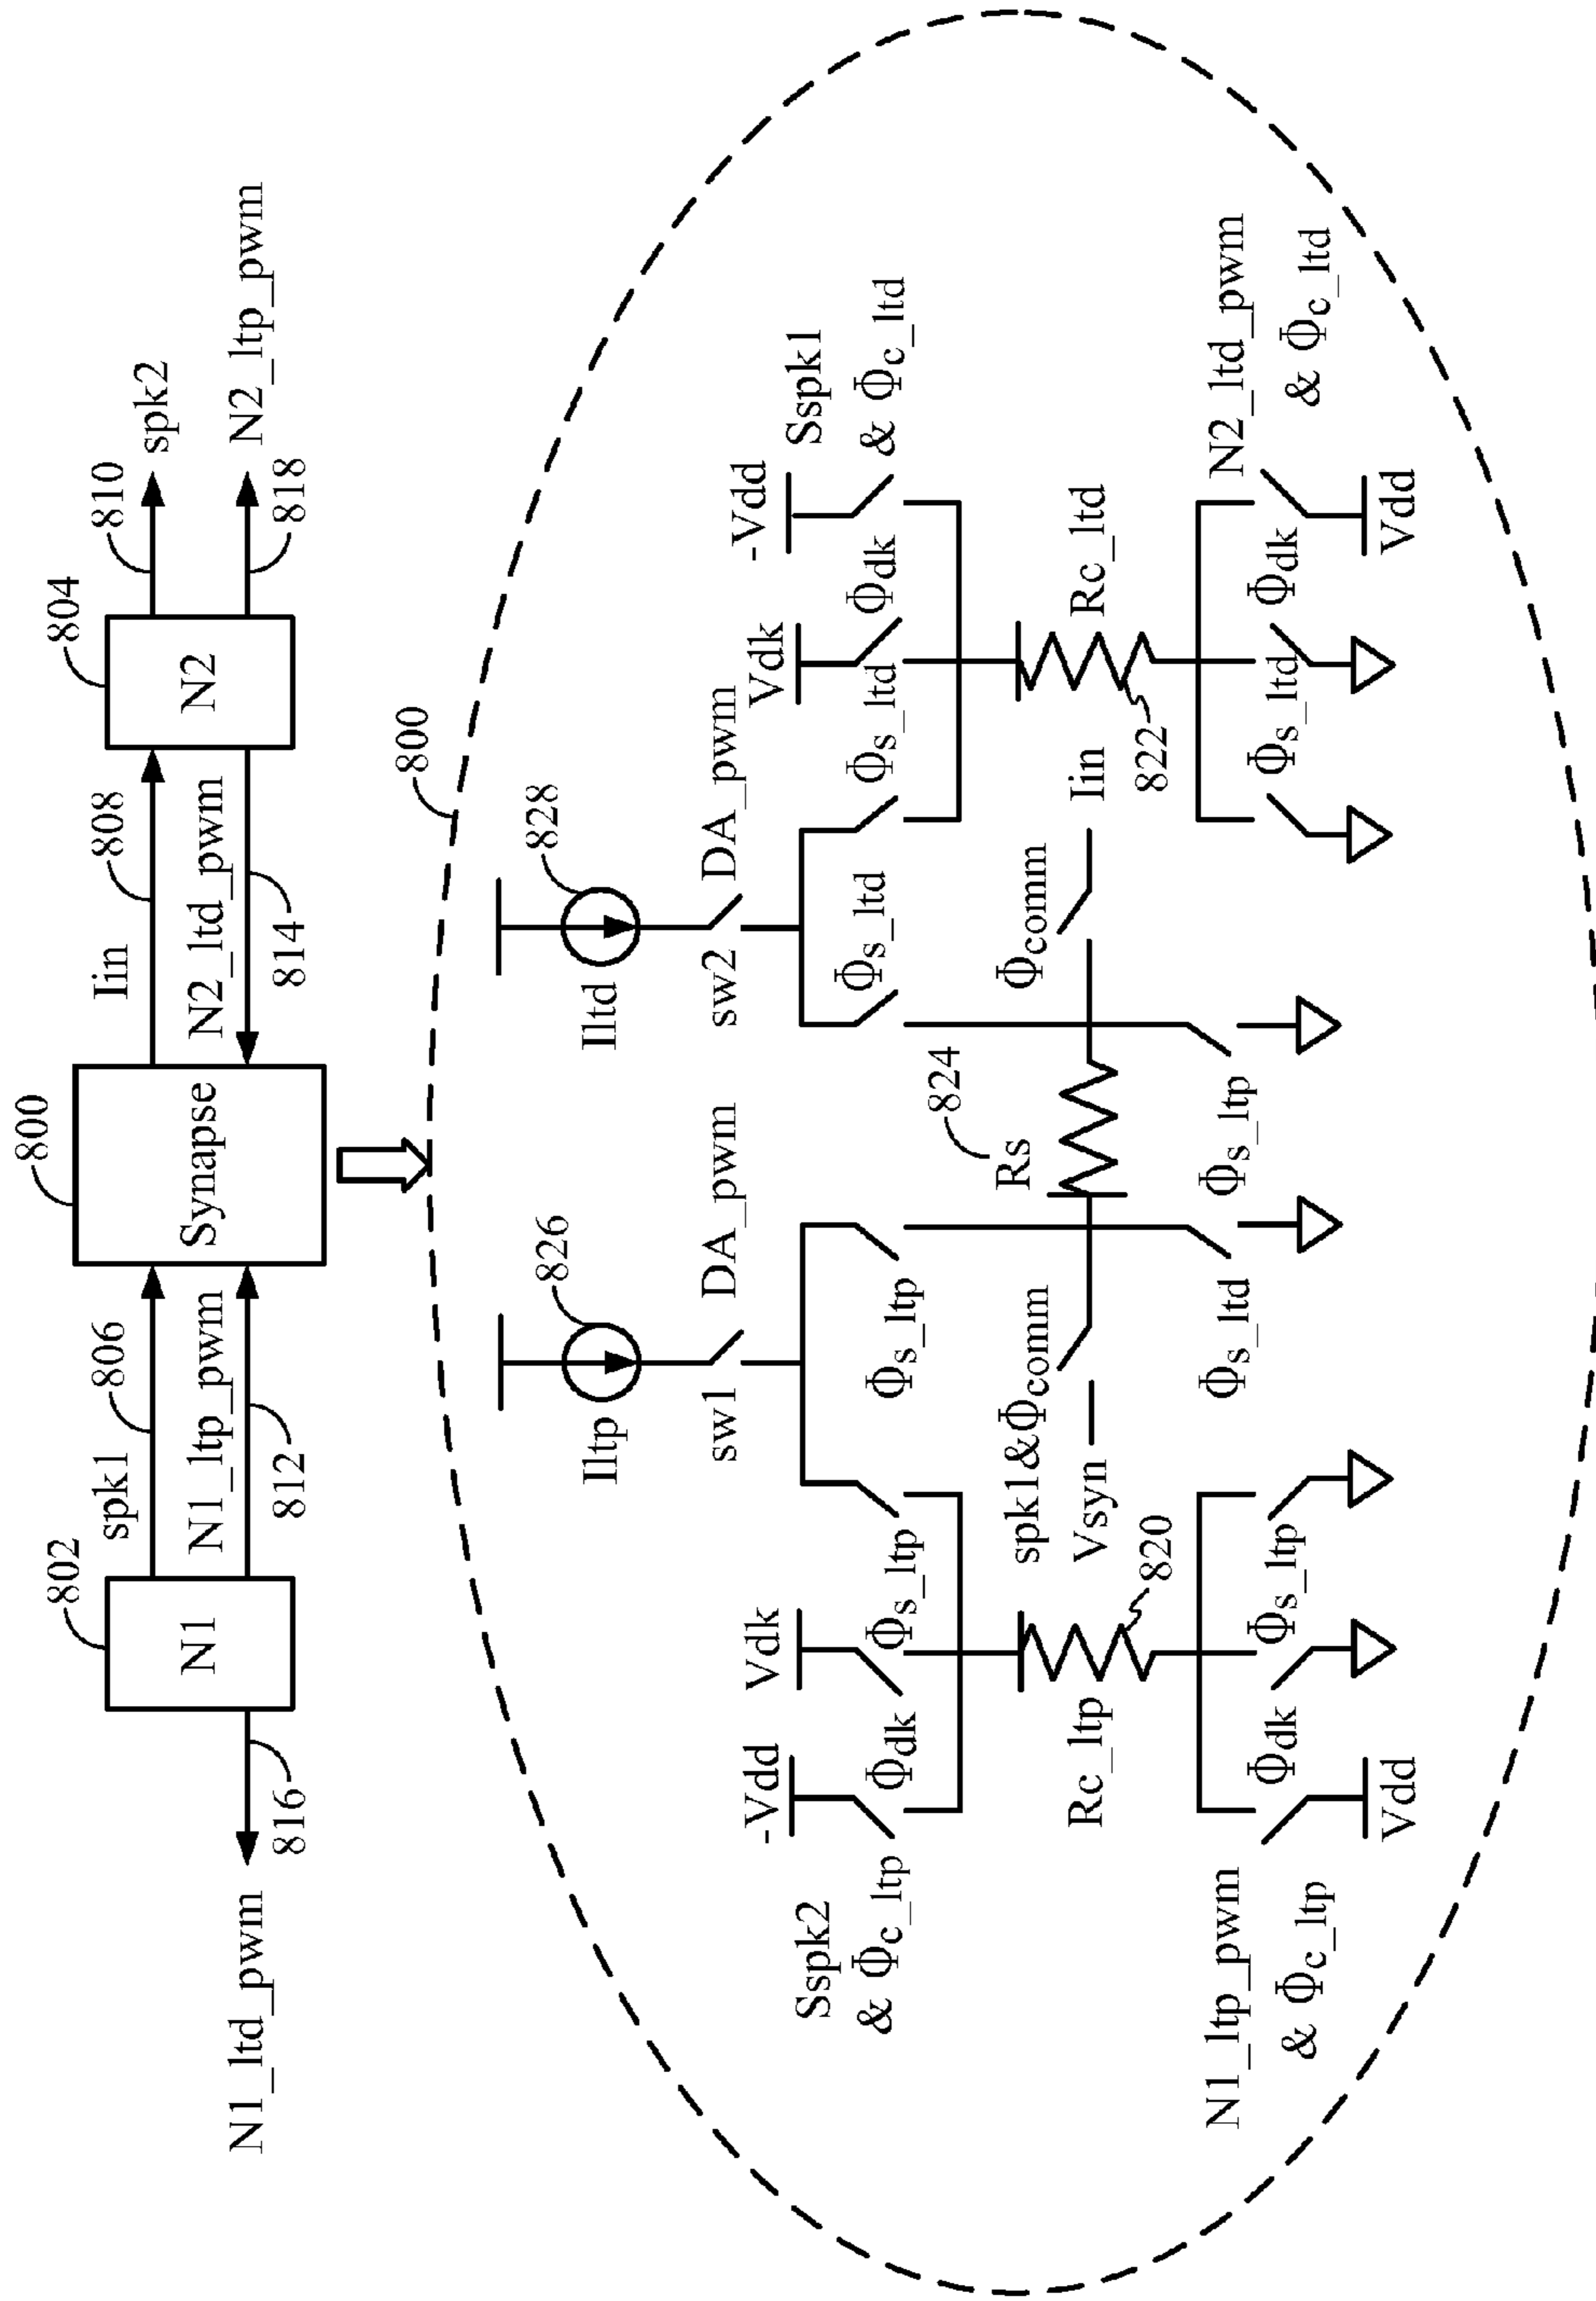 800
802
804
N1
Synapse
N2
spk1
806
Iin
808
810
spk2
N1_ltd_pwm
816
N1_ltp_pwm
812
N2_ltd_pwm
814
818
N2_ltp_pwm
800
826
828
Iltp
Iltd
sw1
DA_pwm
sw2
DA_pwm
-Vdd
Vdk
Vdk
-Vdd
Sspk2
& Φc_ltp
Φdk
Φs_ltp
Φs_ltp
Φs_ltd
Φs_ltd
Φdk
Sspk1
& Φc_ltd
spk1&Φcomm
Rs
824
Φcomm
Rc_ltp
820
Vsyn
Iin
Rc_ltd
822
N1_ltp_pwm
& Φc_ltp
Φdk
Φs_ltp
Φs_ltd
Φs_ltp
Φs_ltd
Φdk
N2_ltd_pwm
& Φc_ltd
Vdd
Vdd